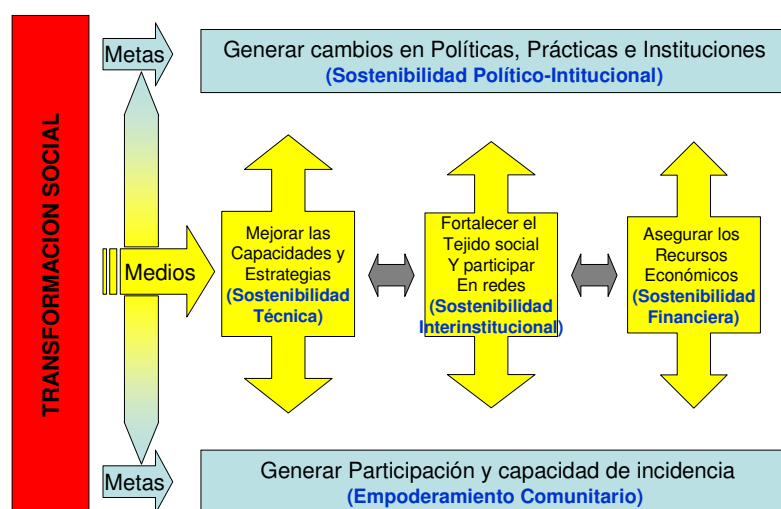 TRANSFORMACION SOCIAL
Metas
Generar cambios en Políticas, Prácticas e Instituciones
(Sostenibilidad Político-Intitucional)
Medios
Mejorar las
Capacidades y
Estrategias
(Sostenibilidad
Técnica)
Fortalecer el
Tejido social
Y participar
En redes
(Sostenibilidad
Interinstitucional)
Asegurar los
Recursos
Económicos
(Sostenibilidad
Financiera)
Metas
Generar Participación y capacidad de incidencia
(Empoderamiento Comunitario)